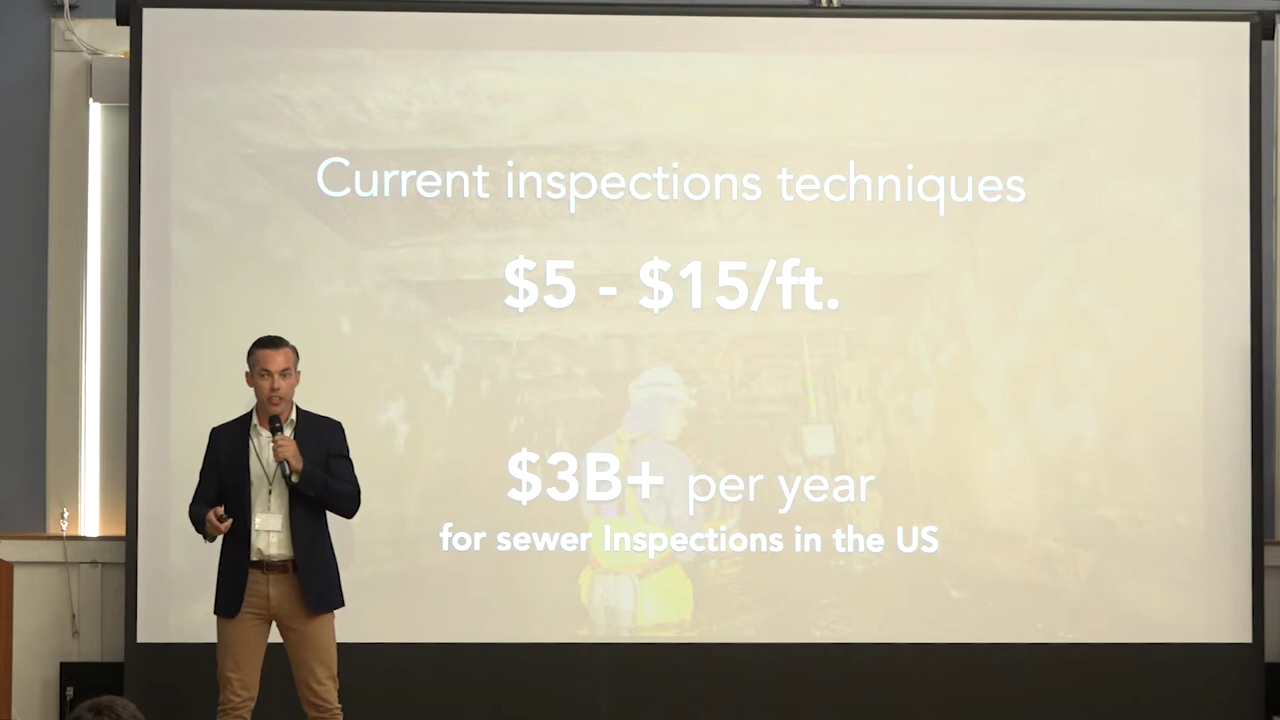 Current inspections techniques
$5 - $15/ft.
$3B+ per year
for sewer Inspections in the US